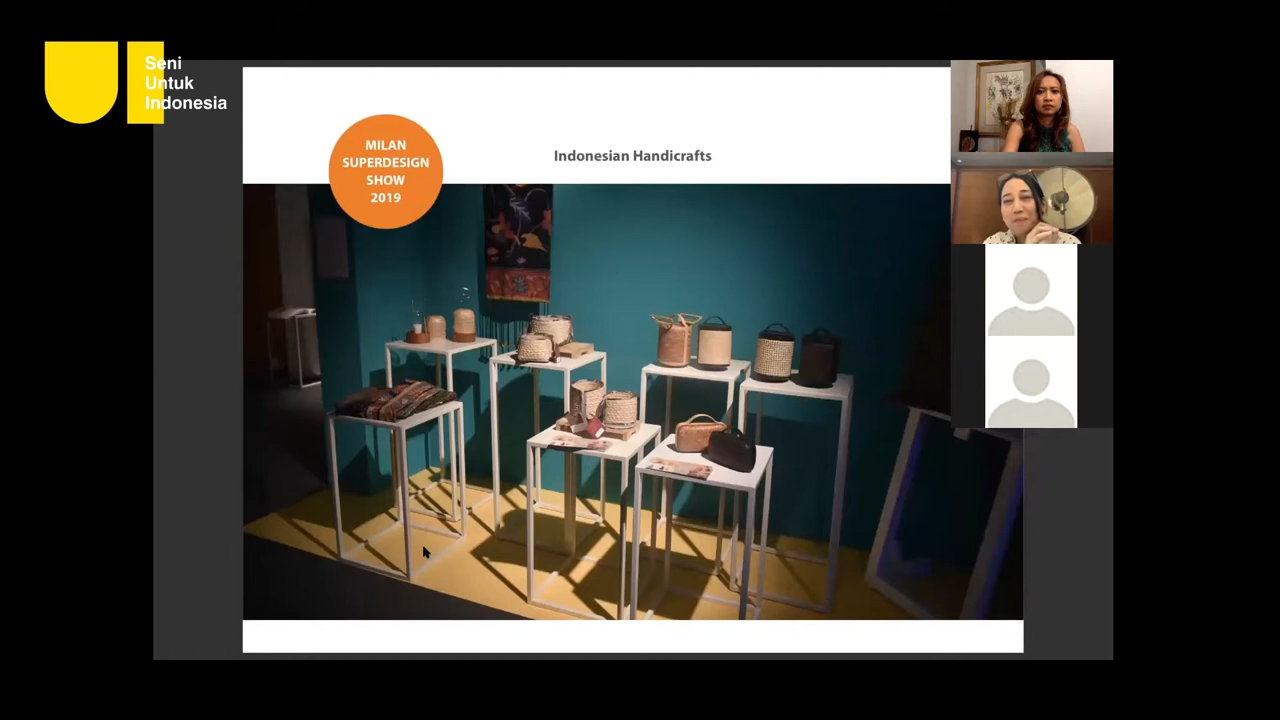 Seni
Untuk
Indonesia
MILAN
SUPERDESIGN
SHOW
2019
Indonesian Handicrafts